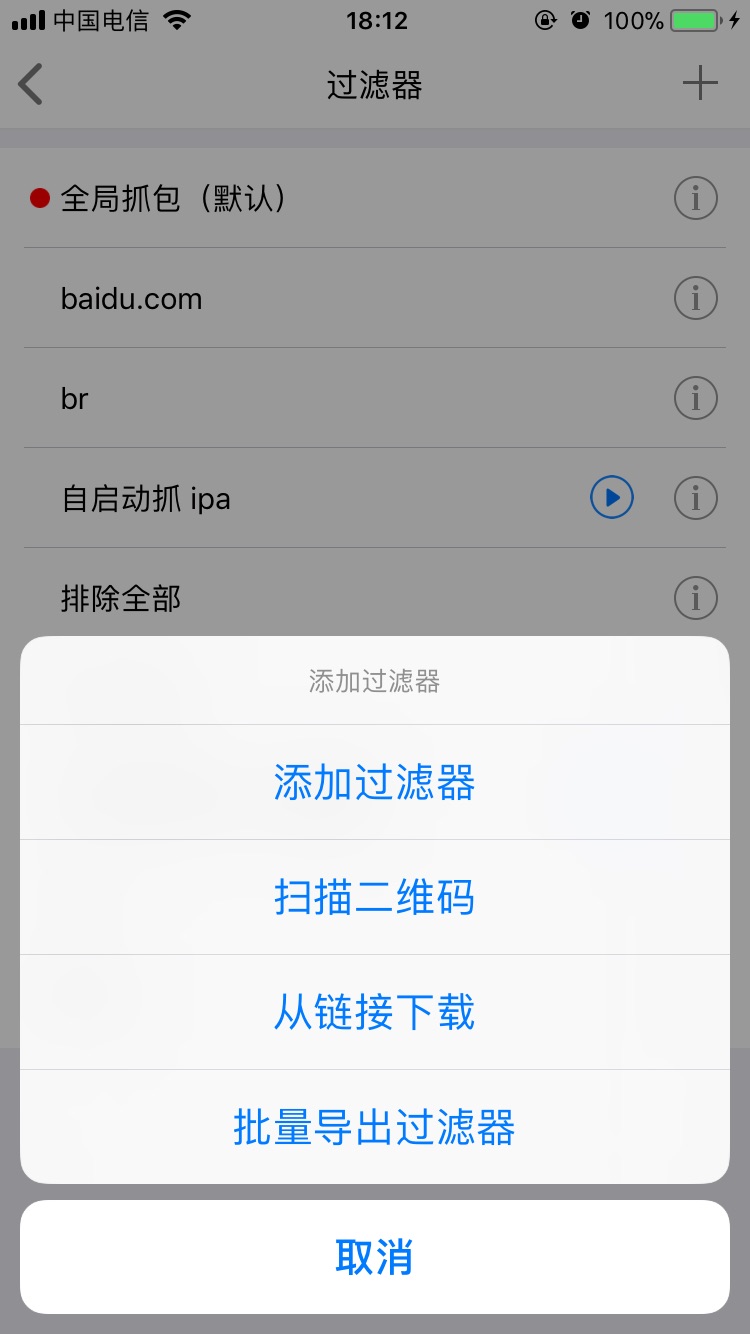 中国电信
18:12
100%
过滤器
全局抓包（默认）
baidu.com
br
自启动抓 ipa
排除全部
添加过滤器
添加过滤器
扫描二维码
从链接下载
批量导出过滤器
取消